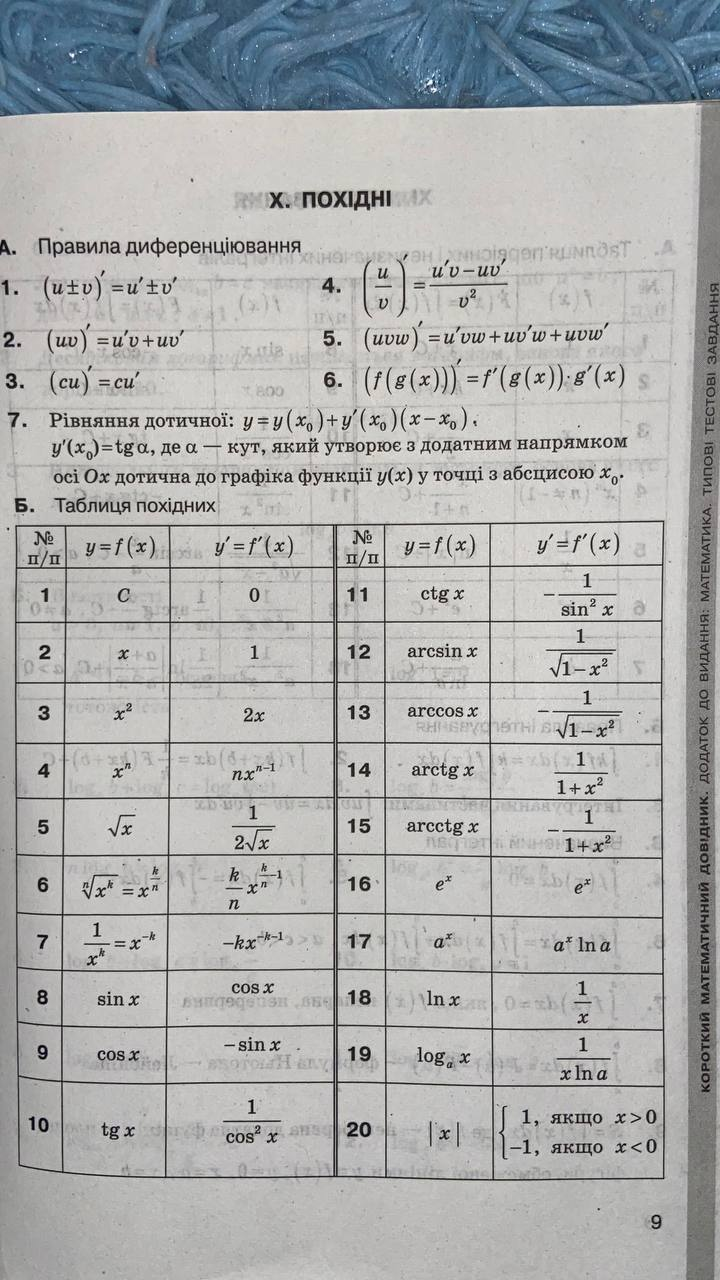 X. ПОХІДНІ
А. Правила диференціювання
1. (u±v)′=u′±v′
4. (u/v)′=(u′v−uv′)/v²
2. (uv)′=u′v+uv′
5. (uvw)′=u′vw+uv′w+uvw′
3. (cu)′=cu′
6. (f(g(x)))′=f′(g(x))·g′(x)
7. Рівняння дотичної: y=y(x₀)+y′(x₀)(x−x₀),
y′(x₀)=tgα, де α — кут, який утворює з додатним напрямком
осі Ox дотична до графіка функції y(x) у точці з абсцисою x₀.
Б. Таблиця похідних
№ п/п y=f(x) y′=f′(x) № п/п y=f(x) y′=f′(x)
1 C 0 11 ctg x −1/sin² x
2 x 1 12 arcsin x 1/√(1−x²)
3 x² 2x 13 arccos x −1/√(1−x²)
4 xⁿ nxⁿ⁻¹ 14 arctg x 1/(1+x²)
5 √x 1/(2√x) 15 arcctg x −1/(1+x²)
6 ⁿ√(x^k)=x^(k/n) (k/n)x^(k/n−1) 16 eˣ eˣ
7 1/x^k=x^(−k) −kx^(−k−1) 17 aˣ aˣ ln a
8 sin x cos x 18 ln x 1/x
9 cos x −sin x 19 logₐ x 1/(x ln a)
10 tg x 1/cos² x 20 |x| { 1, якщо x>0
−1, якщо x<0
9
КОРОТКИЙ МАТЕМАТИЧНИЙ ДОВІДНИК. ДОДАТОК ДО ВИДАННЯ: МАТЕМАТИКА. ТИПОВІ ТЕСТОВІ ЗАВДАННЯ